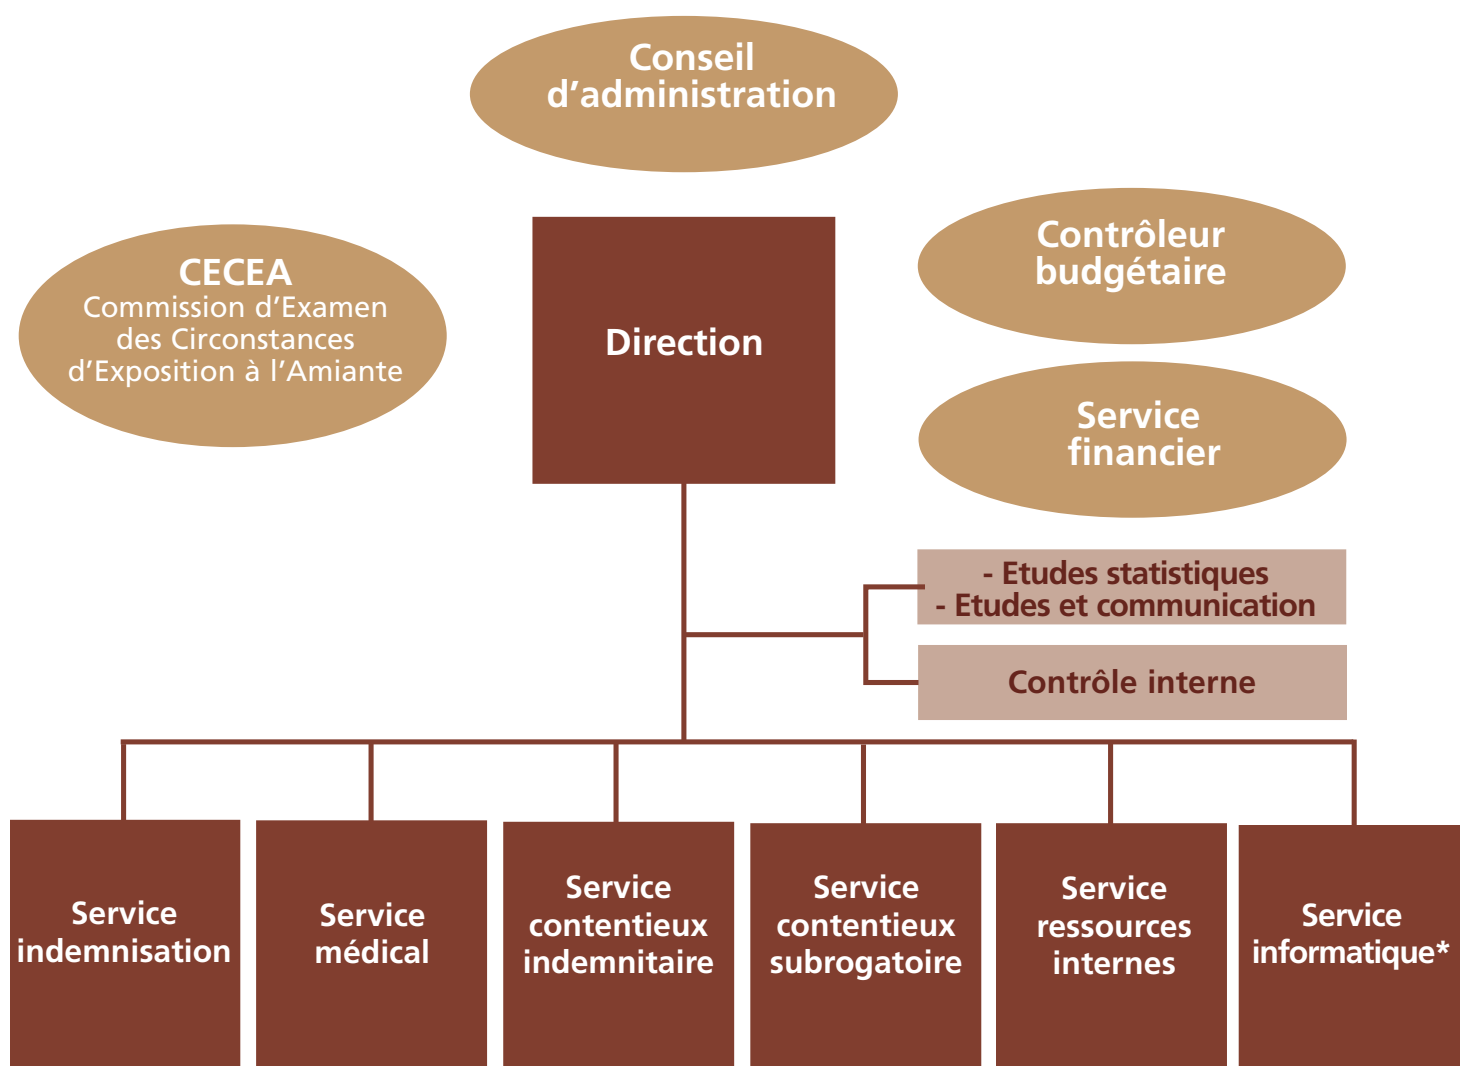 Conseil
d’administration
CECEA
Commission d’Examen
des Circonstances
d’Exposition à l’Amiante
Direction
Contrôleur
budgétaire
Service
financier
- Etudes statistiques
- Etudes et communication
Contrôle interne
Service
indemnisation
Service
médical
Service
contentieux
indemnitaire
Service
contentieux
subrogatoire
Service
ressources
internes
Service
informatique*